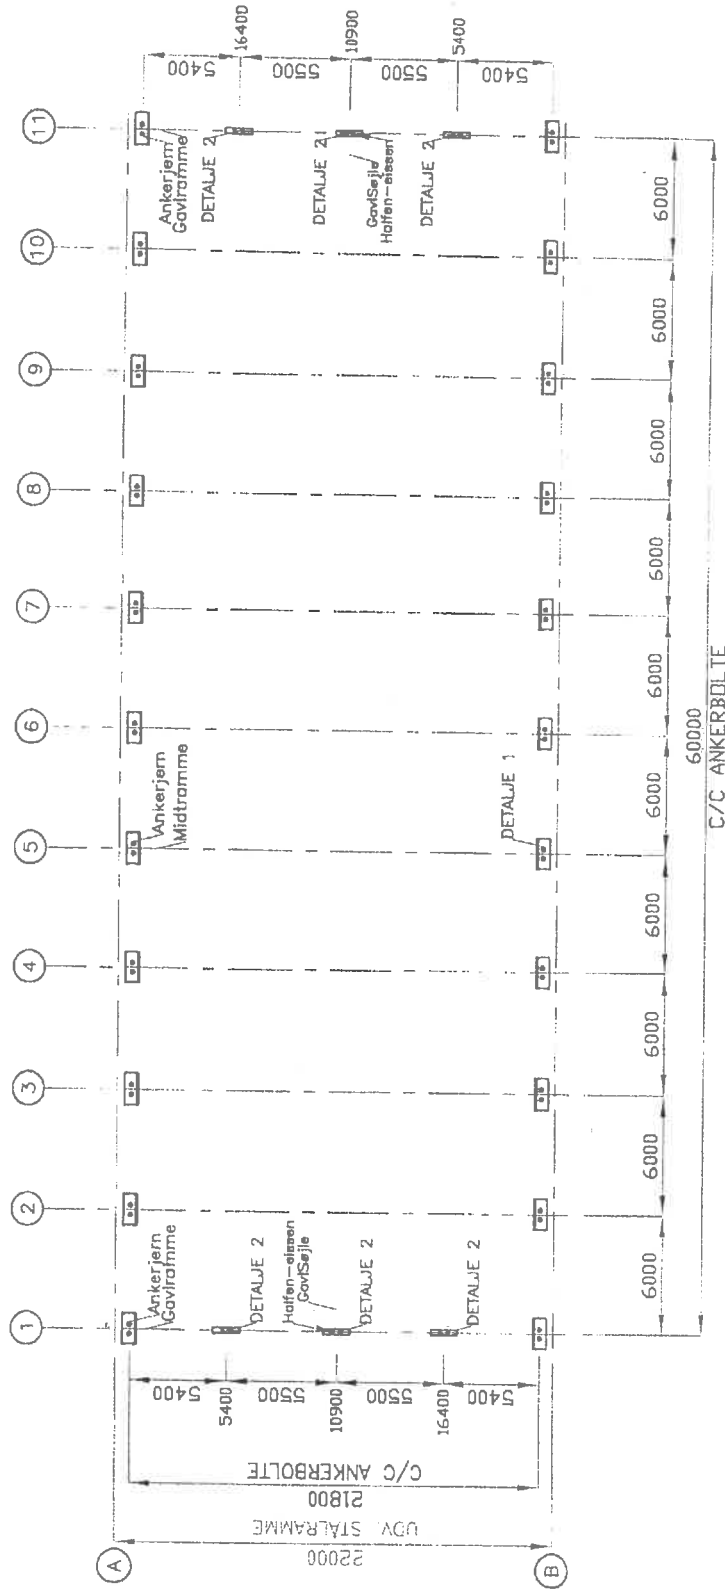 1
2
3
4
5
6
7
8
9
10
11
A
B
Ankerjern
Gavlramme
DETALJE 2
Halfen-eissen
GavlSøjle
DETALJE 2
DETALJE 2
Ankerjern
Midtramme
DETALJE 1
Ankerjern
Gavlramme
DETALJE 2
DETALJE 2
GavlSøjle
Halfen-eissen
DETALJE 2
5400
5500
5500
5400
5400
10900
16400
C/C ANKERBOLTE
21800
UDV. STÅLRAMME
22000
5400
5500
5500
5400
16400
10900
5400
6000
6000
6000
6000
6000
6000
6000
6000
6000
6000
60000
C/C ANKERBOLTE